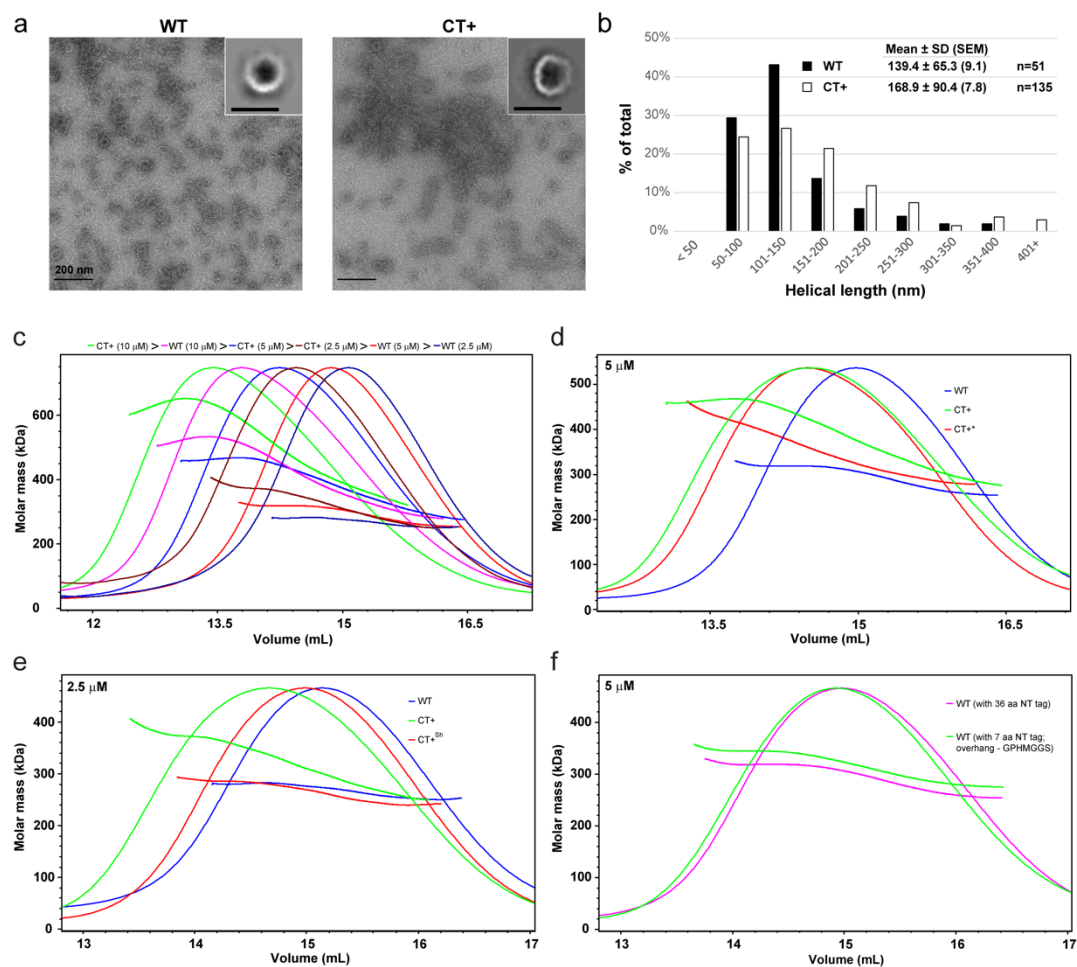 a
WT
CT+
200 nm
b
50%
40%
30%
20%
10%
0%
% of total
Mean ± SD (SEM)
WT 139.4 ± 65.3 (9.1) n=51
CT+ 168.9 ± 90.4 (7.8) n=135
< 50
50-100
101-150
151-200
201-250
251-300
301-350
351-400
401+
Helical length (nm)
c
CT+ (10 μM) > WT (10 μM) > CT+ (5 μM) > CT+ (2.5 μM) > WT (5 μM) > WT (2.5 μM)
Molar mass (kDa)
600
400
200
0
12
13.5
15
16.5
Volume (mL)
d
5 μM
WT
CT+
CT+*
Molar mass (kDa)
500
400
300
200
100
0
13.5
15
16.5
Volume (mL)
e
2.5 μM
WT
CT+
CT+Sh
Molar mass (kDa)
400
300
200
100
0
13
14
15
16
17
Volume (mL)
f
5 μM
WT (with 36 aa NT tag)
WT (with 7 aa NT tag;
overhang - GPHMGGS)
Molar mass (kDa)
400
300
200
100
0
13
14
15
16
17
Volume (mL)